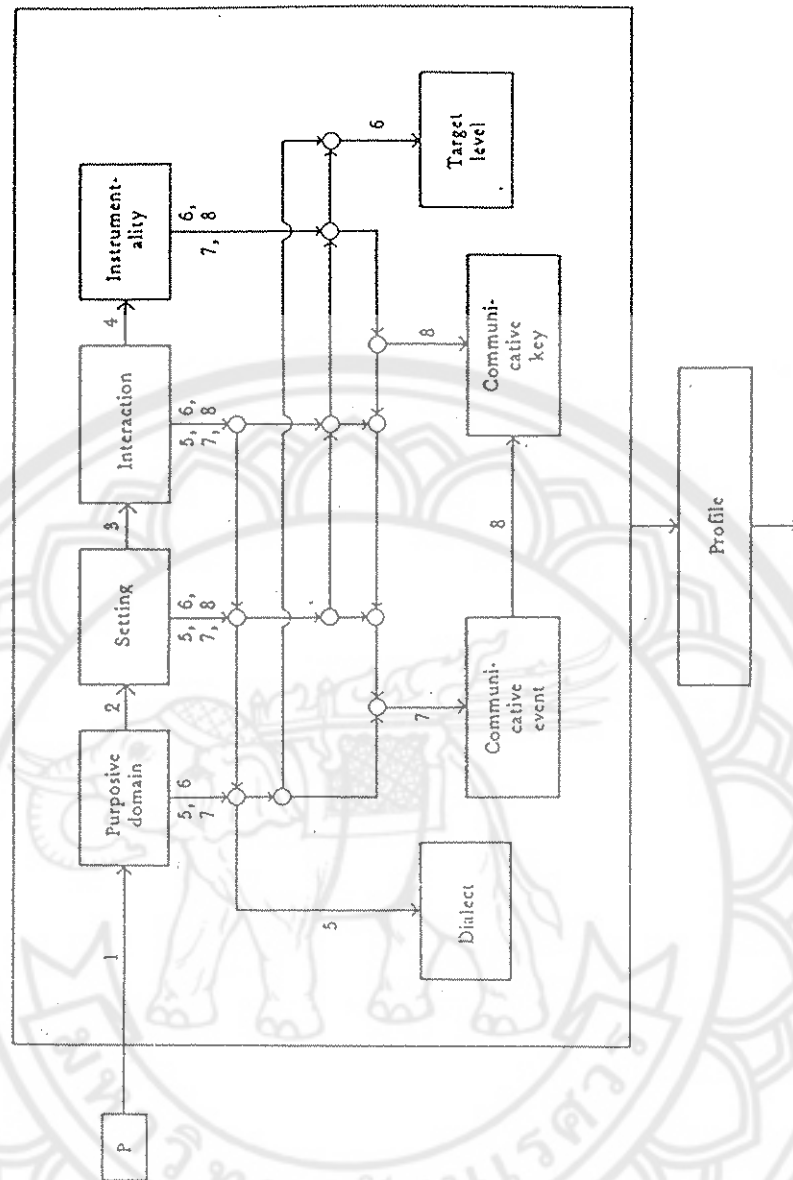 P
1
Purposive
domain
2
Setting
3
Interaction
4
Instrument-
ality
5, 6
7
5, 6,
7, 8
5, 6,
7, 8
6,
7, 8
5
Dialect
7
Communi-
cative
event
8
8
Communi-
cative
key
6
Target
level
Profile